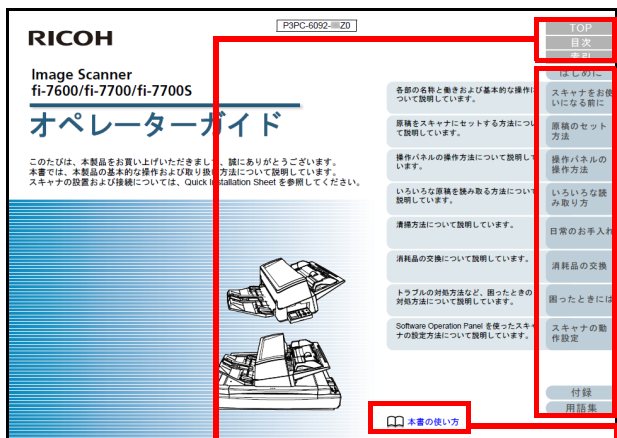 P3PC-6092- Z0
RICOH
Image Scanner
fi-7600/fi-7700/fi-7700S
オペレーターガイド
このたびは、本製品をお買い上げいただきまして、誠にありがとうございます。
本書では、本製品の基本的な操作および取り扱い方法について説明しています。
スキャナの設置および接続については、Quick Installation Sheet を参照してください。
TOP
目次
索引
はじめに
各部の名称と働きおよび基本的な操作に
ついて説明しています。
スキャナをお使
いになる前に
原稿をスキャナにセットする方法につい
て説明しています。
原稿のセット
方法
操作パネルの操作方法について説明して
います。
操作パネルの
操作方法
いろいろな原稿を読み取る方法について
説明しています。
いろいろな読
み取り方
清掃方法について説明しています。
日常のお手入れ
消耗品の交換について説明しています。
消耗品の交換
トラブルの対処方法など、困ったときの
対処方法について説明しています。
困ったときには
Software Operation Panel を使ったスキャ
ナの設定方法について説明しています。
スキャナの動
作設定
付録
用語集
本書の使い方